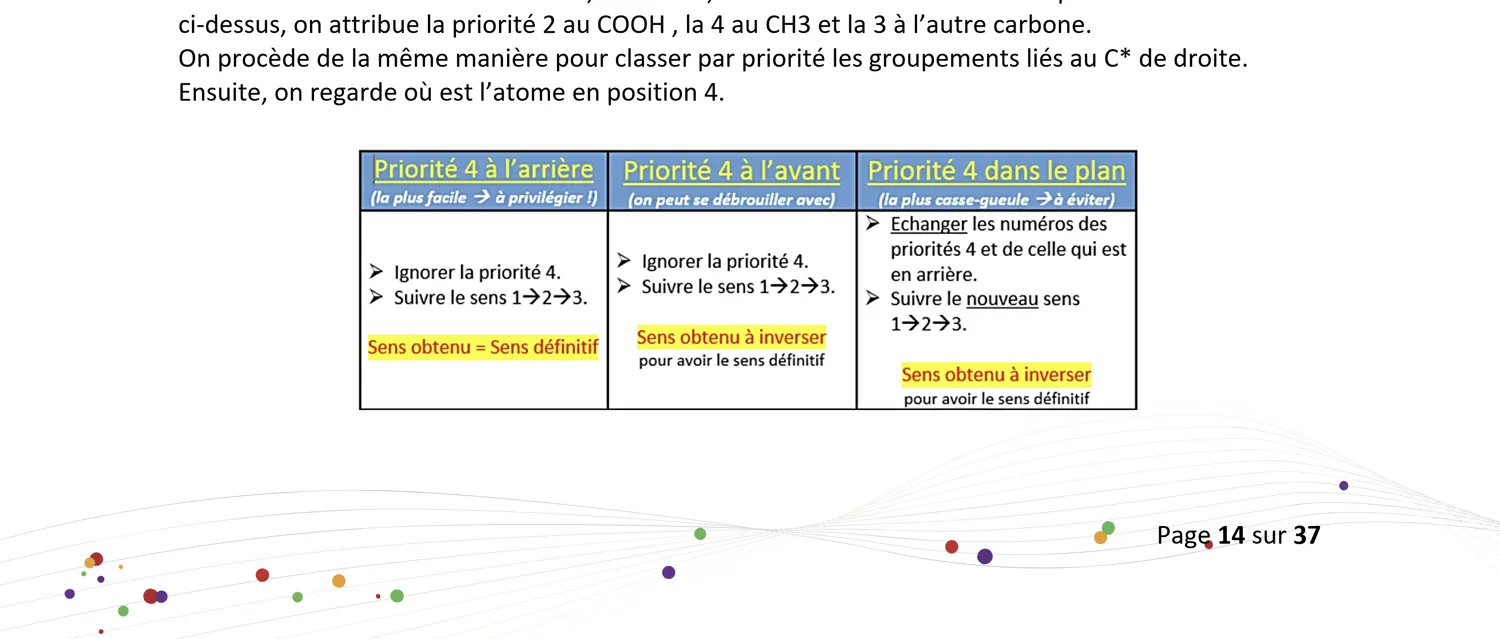 ci-dessus, on attribue la priorité 2 au COOH , la 4 au CH3 et la 3 à l’autre carbone.
On procède de la même manière pour classer par priorité les groupements liés au C* de droite.
Ensuite, on regarde où est l’atome en position 4.
Priorité 4 à l’arrière
(la plus facile → à privilégier !)
➢ Ignorer la priorité 4.
➢ Suivre le sens 1→2→3.
Sens obtenu = Sens définitif
Priorité 4 à l’avant
(on peut se débrouiller avec)
➢ Ignorer la priorité 4.
➢ Suivre le sens 1→2→3.
Sens obtenu à inverser
pour avoir le sens définitif
Priorité 4 dans le plan
(la plus casse-gueule →à éviter)
➢ Echanger les numéros des
priorités 4 et de celle qui est
en arrière.
➢ Suivre le nouveau sens
1→2→3.
Sens obtenu à inverser
pour avoir le sens définitif
Page 14 sur 37